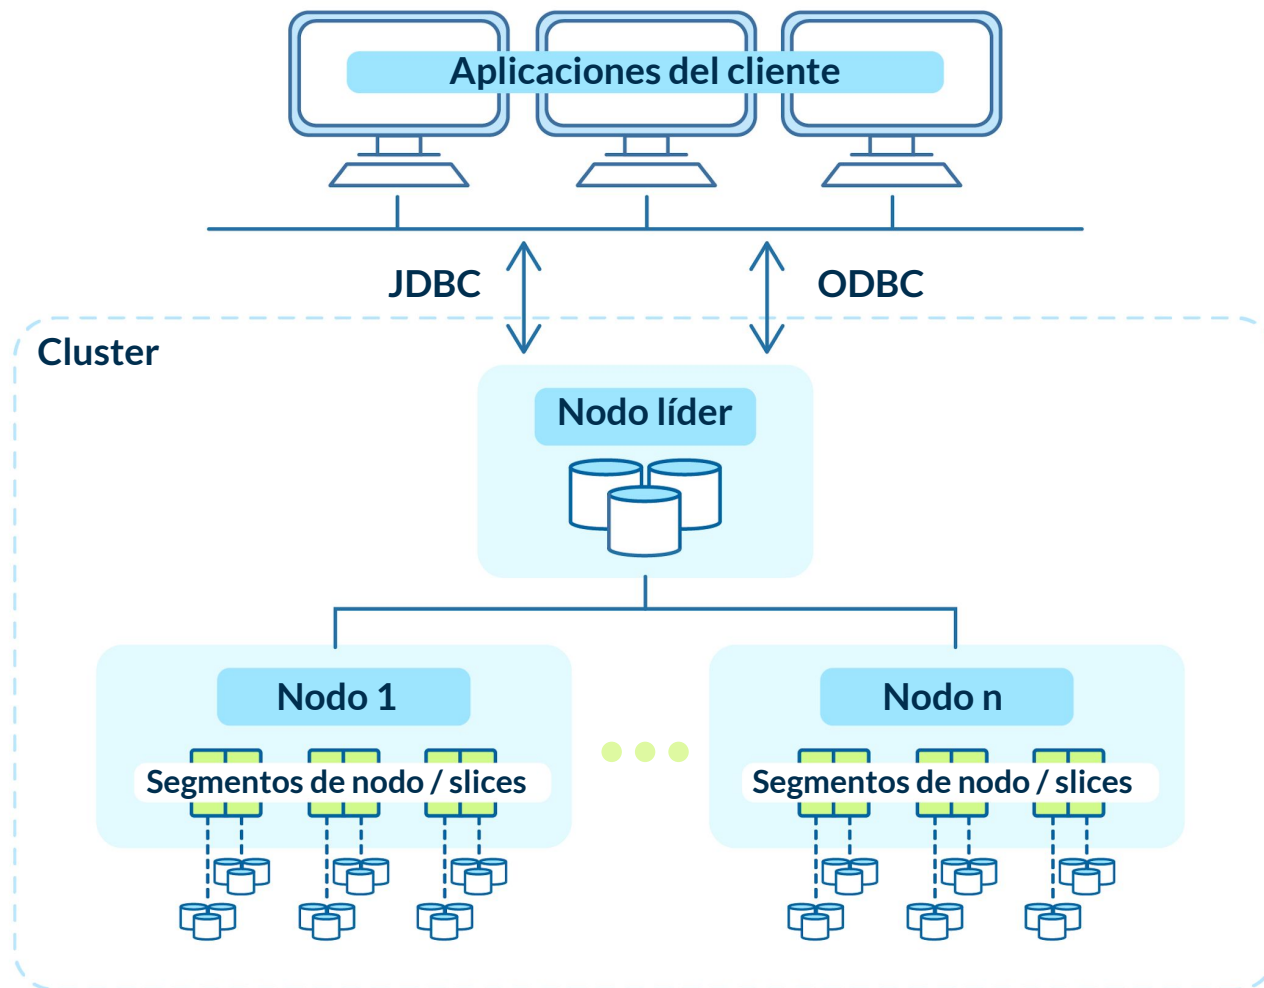 Aplicaciones del cliente
JDBC
ODBC
Cluster
Nodo líder
Nodo 1
Nodo n
Segmentos de nodo / slices
Segmentos de nodo / slices